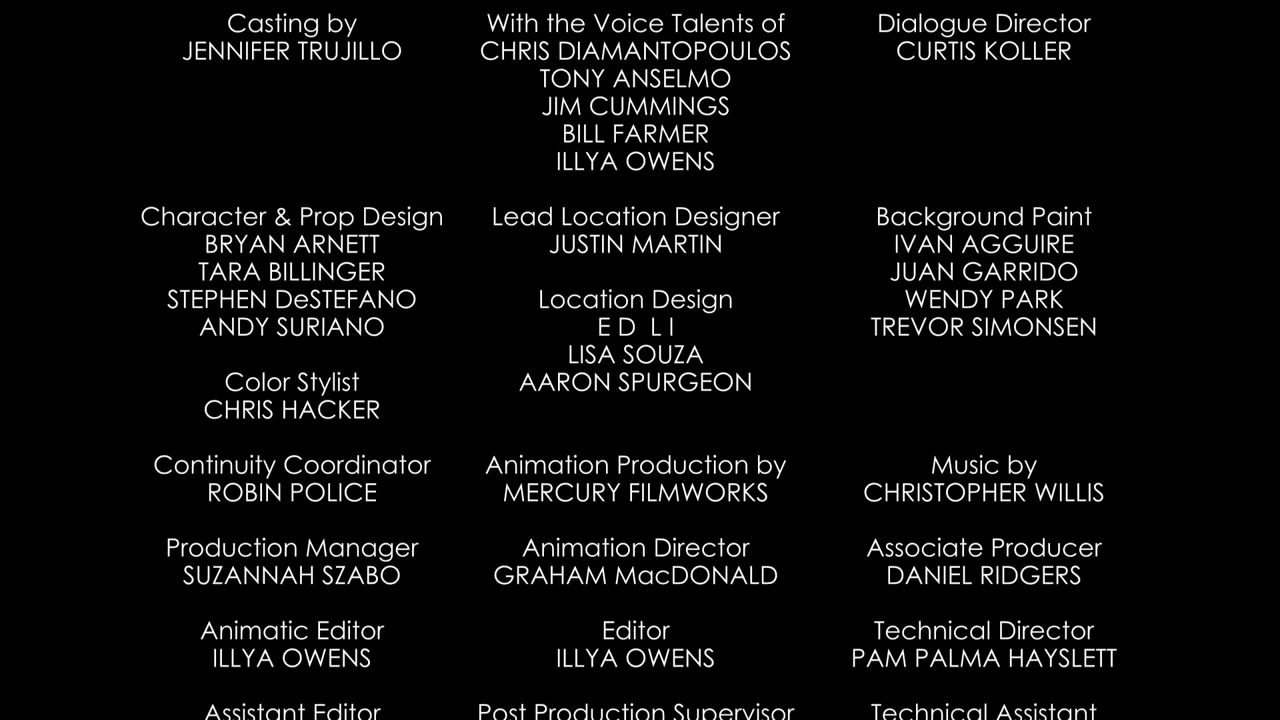 Casting by
JENNIFER TRUJILLO
With the Voice Talents of
CHRIS DIAMANTOPOULOS
TONY ANSELMO
JIM CUMMINGS
BILL FARMER
ILLYA OWENS
Dialogue Director
CURTIS KOLLER
Character & Prop Design
BRYAN ARNETT
TARA BILLINGER
STEPHEN DeSTEFANO
ANDY SURIANO
Color Stylist
CHRIS HACKER
Lead Location Designer
JUSTIN MARTIN
Location Design
E D  L I
LISA SOUZA
AARON SPURGEON
Background Paint
IVAN AGGUIRE
JUAN GARRIDO
WENDY PARK
TREVOR SIMONSEN
Continuity Coordinator
ROBIN POLICE
Animation Production by
MERCURY FILMWORKS
Music by
CHRISTOPHER WILLIS
Production Manager
SUZANNAH SZABO
Animation Director
GRAHAM MacDONALD
Associate Producer
DANIEL RIDGERS
Animatic Editor
ILLYA OWENS
Editor
ILLYA OWENS
Technical Director
PAM PALMA HAYSLETT
Assistant Editor
Post Production Supervisor
Technical Assistant